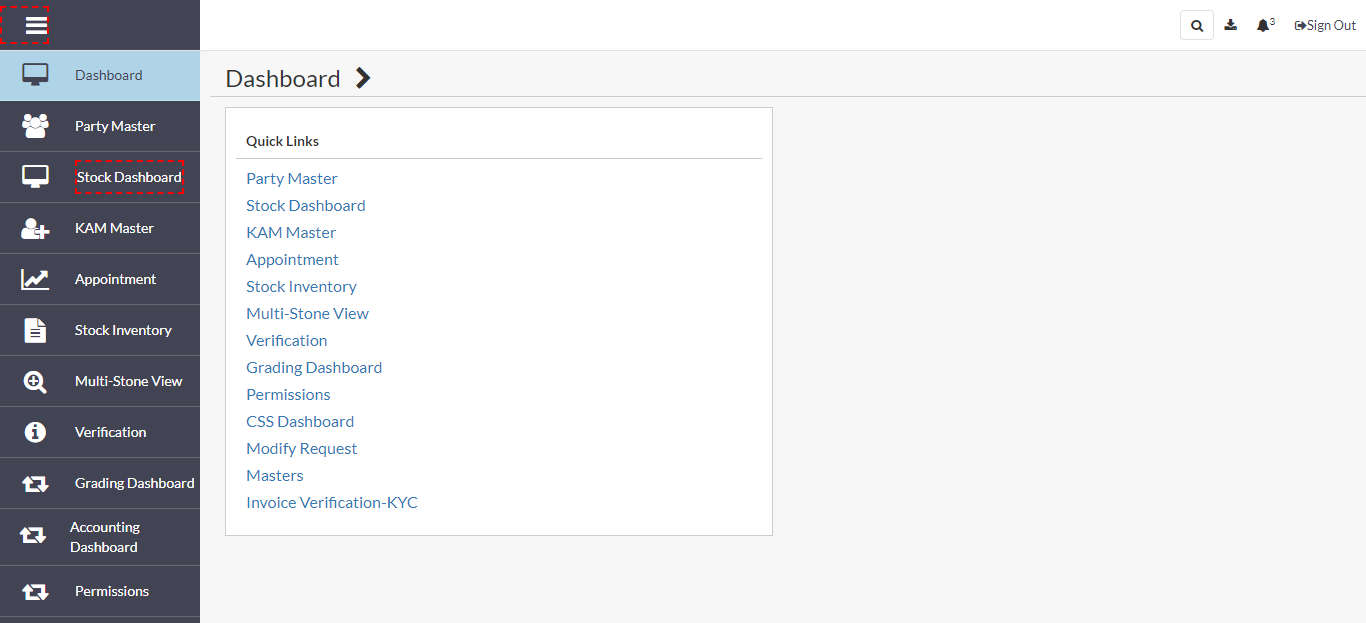 3
Sign Out
Dashboard
Party Master
Stock Dashboard
KAM Master
Appointment
Stock Inventory
Multi-Stone View
Verification
Grading Dashboard
Accounting
Dashboard
Permissions
Dashboard
Quick Links
Party Master
Stock Dashboard
KAM Master
Appointment
Stock Inventory
Multi-Stone View
Verification
Grading Dashboard
Permissions
CSS Dashboard
Modify Request
Masters
Invoice Verification-KYC